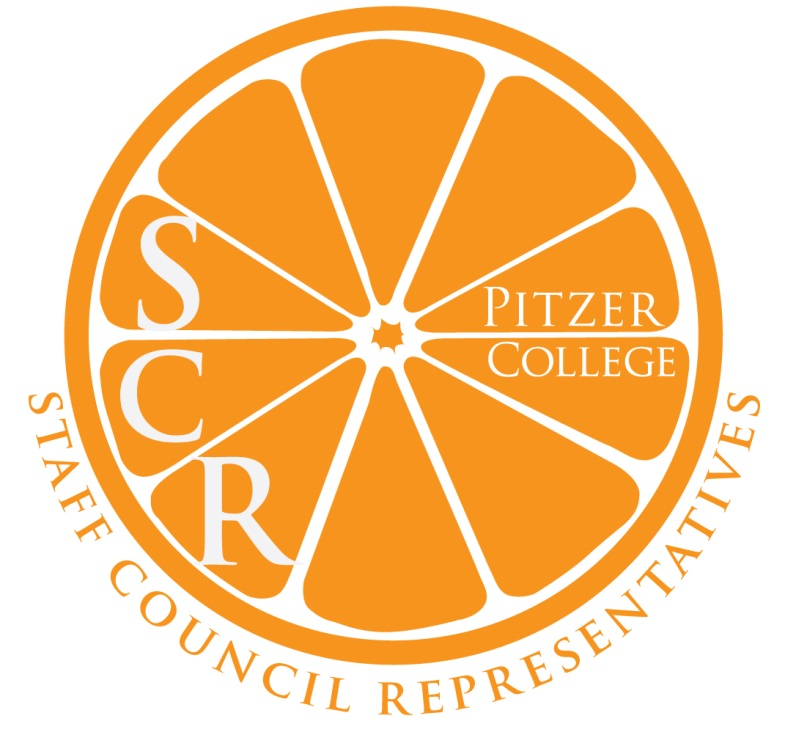 S
C
R
PITZER
COLLEGE
STAFF COUNCIL REPRESENTATIVES